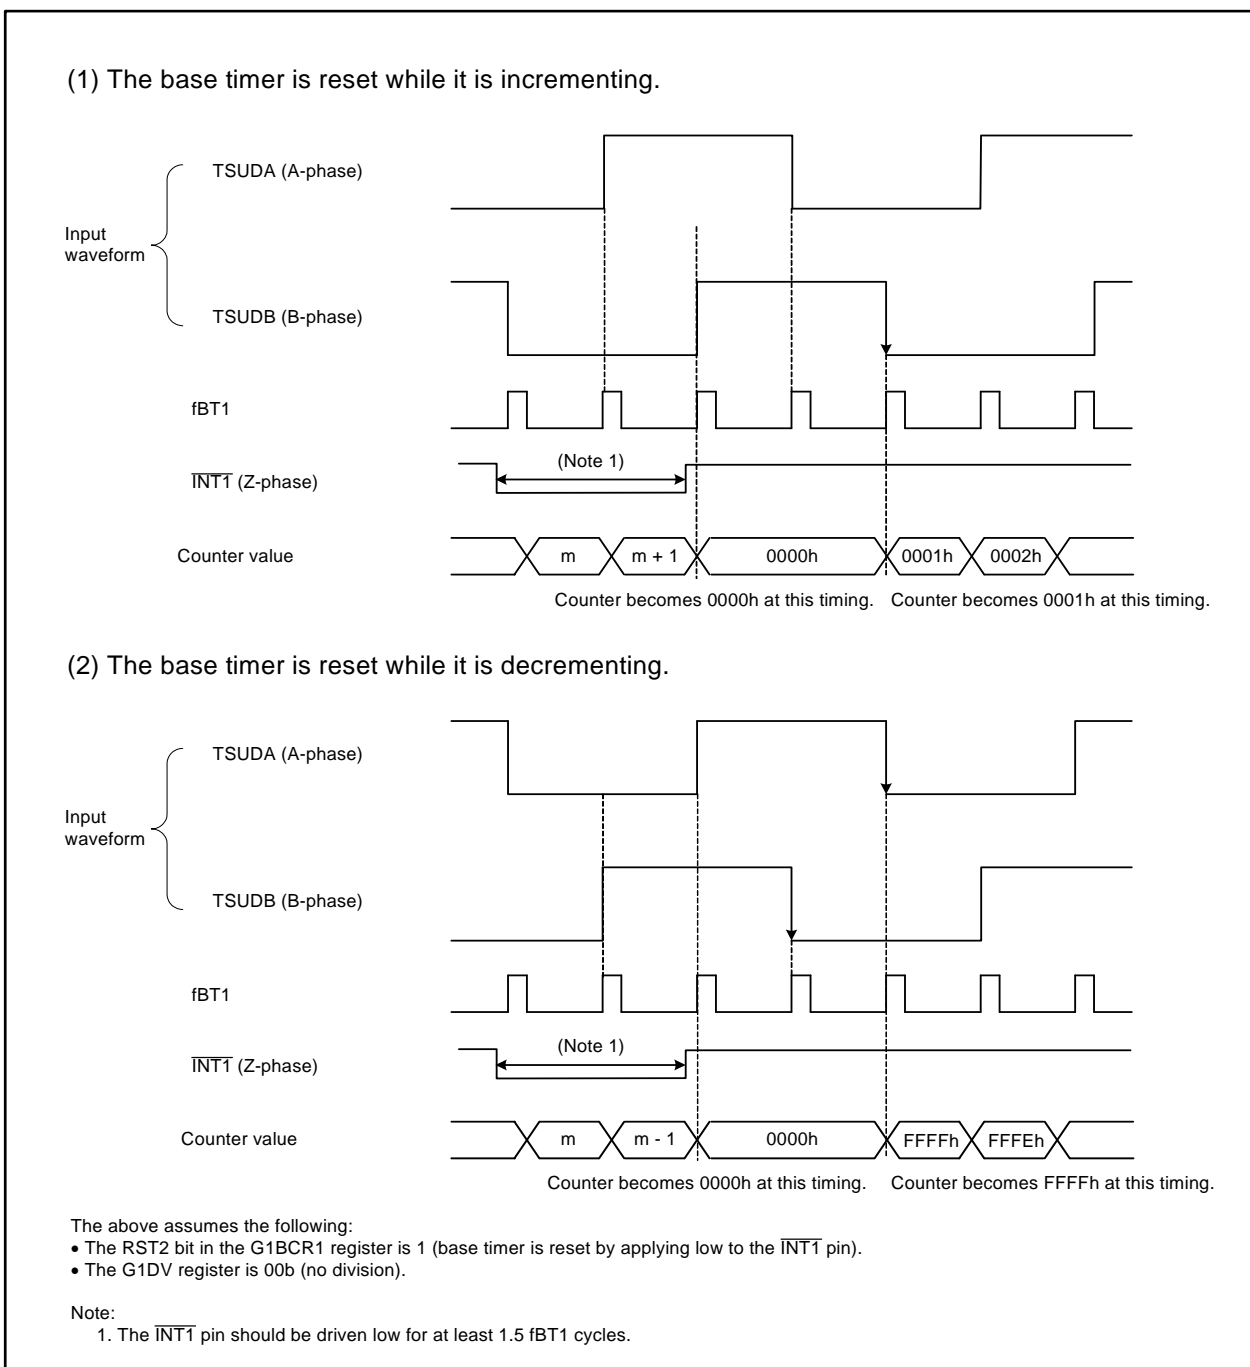 (1) The base timer is reset while it is incrementing.
TSUDA (A-phase)
Input
waveform
TSUDB (B-phase)
fBT1
(Note 1)
INT1 (Z-phase)
Counter value
m
m + 1
0000h
0001h
0002h
Counter becomes 0000h at this timing.
Counter becomes 0001h at this timing.
(2) The base timer is reset while it is decrementing.
TSUDA (A-phase)
Input
waveform
TSUDB (B-phase)
fBT1
(Note 1)
INT1 (Z-phase)
Counter value
m
m - 1
0000h
FFFFh
FFFEh
Counter becomes 0000h at this timing.
Counter becomes FFFFh at this timing.
The above assumes the following:
• The RST2 bit in the G1BCR1 register is 1 (base timer is reset by applying low to the INT1 pin).
• The G1DV register is 00b (no division).
Note:
1. The INT1 pin should be driven low for at least 1.5 fBT1 cycles.